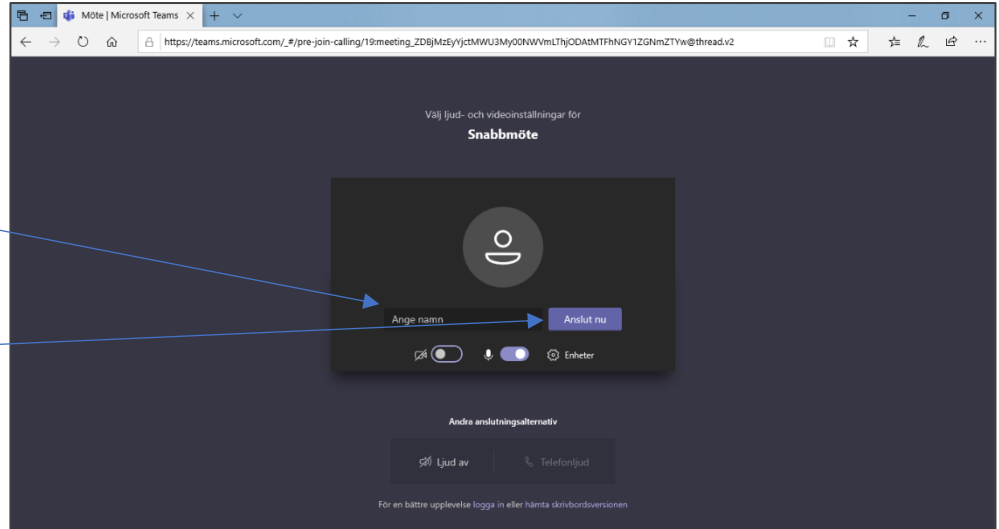 Möte | Microsoft Teams
https://teams.microsoft.com/_#/pre-join-calling/19:meeting_ZDBjMzEyYjctMWU3My00NWVmLThjODAtMTFhNGY1ZGNmZTYw@thread.v2
Välj ljud- och videoinställningar för
Snabbmöte
Ange namn
Anslut nu
Enheter
Andra anslutningsalternativ
Ljud av
Telefonljud
För en bättre upplevelse logga in eller hämta skrivbordsversionen